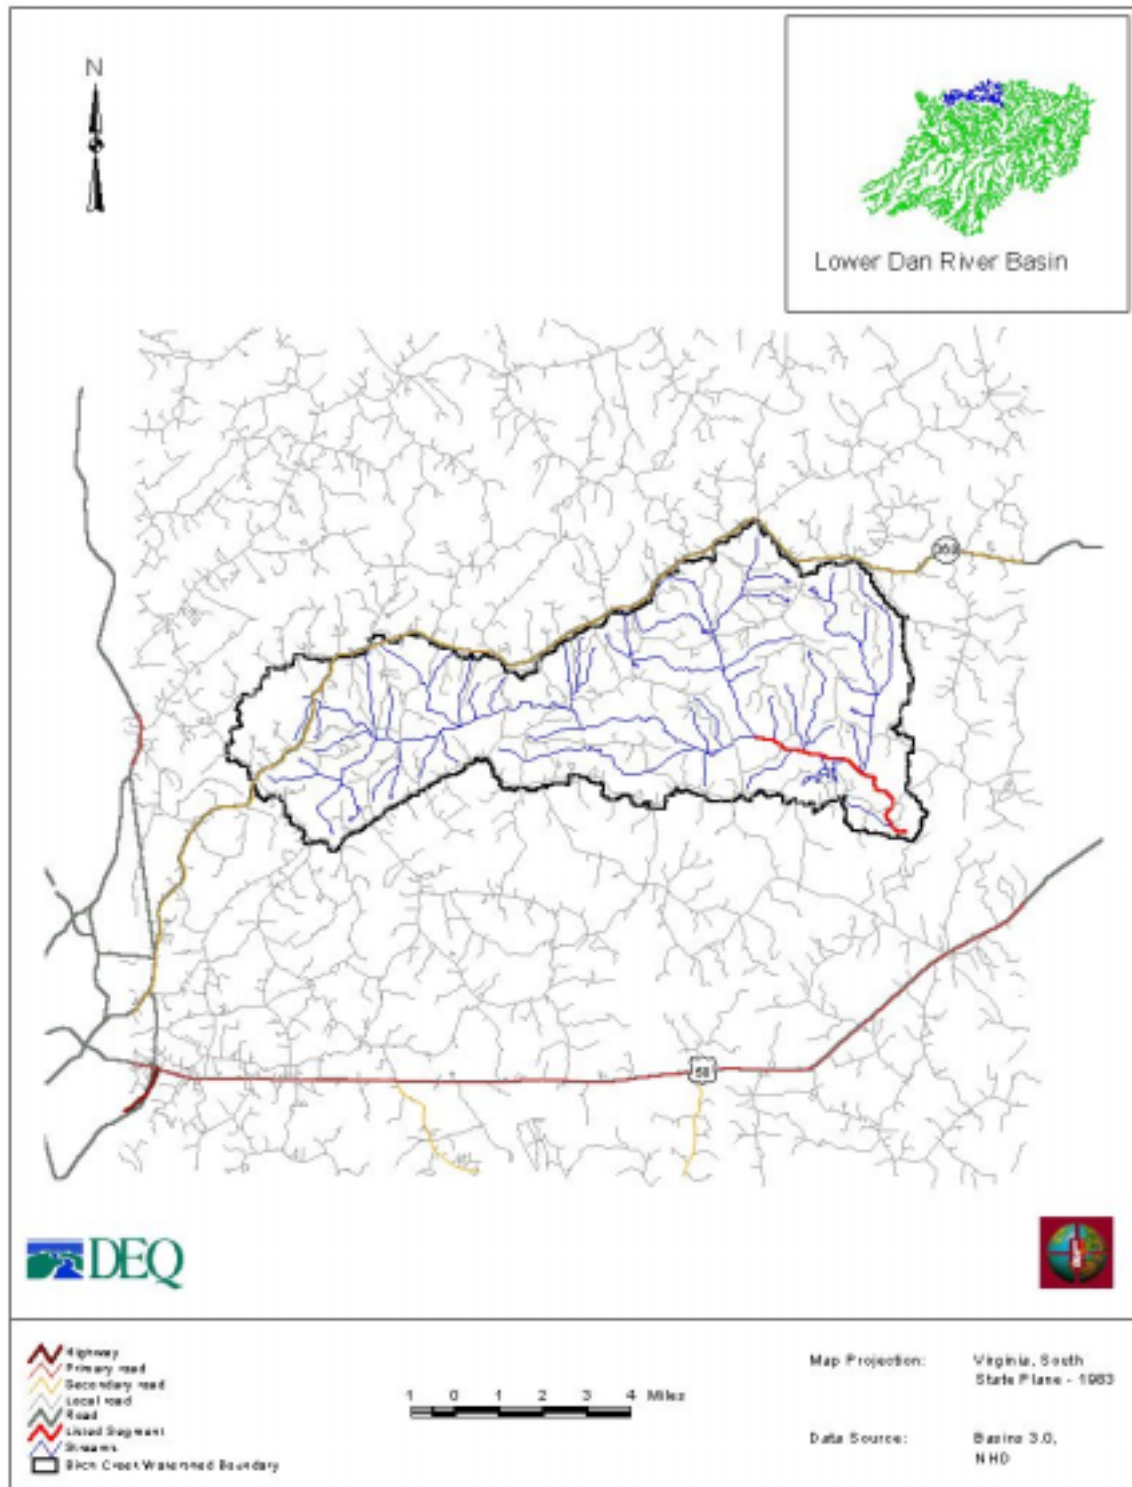 N
Lower Dan River Basin
360
58
DEQ
Highway
Primary road
Secondary road
Local road
Road
Listed Segment
Streams
Birch Creek Watershed Boundary
1 0 1 2 3 4 Miles
Map Projection: Virginia, South
State Plane - 1983
Data Source: Basins 3.0,
NHD